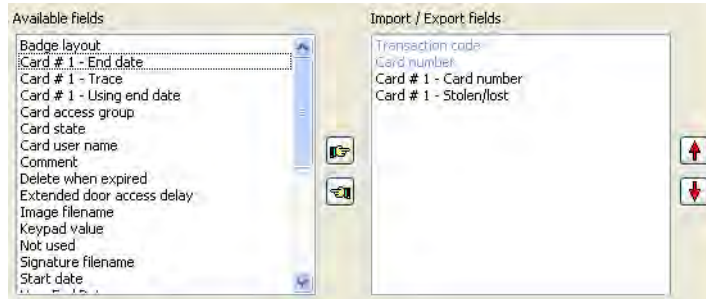 Available fields
Badge layout
Card # 1 - End date
Card # 1 - Trace
Card # 1 - Using end date
Card access group
Card state
Card user name
Comment
Delete when expired
Extended door access delay
Image filename
Keypad value
Not used
Signature filename
Start date
Import / Export fields
Transaction code
Card number
Card # 1 - Card number
Card # 1 - Stolen/lost